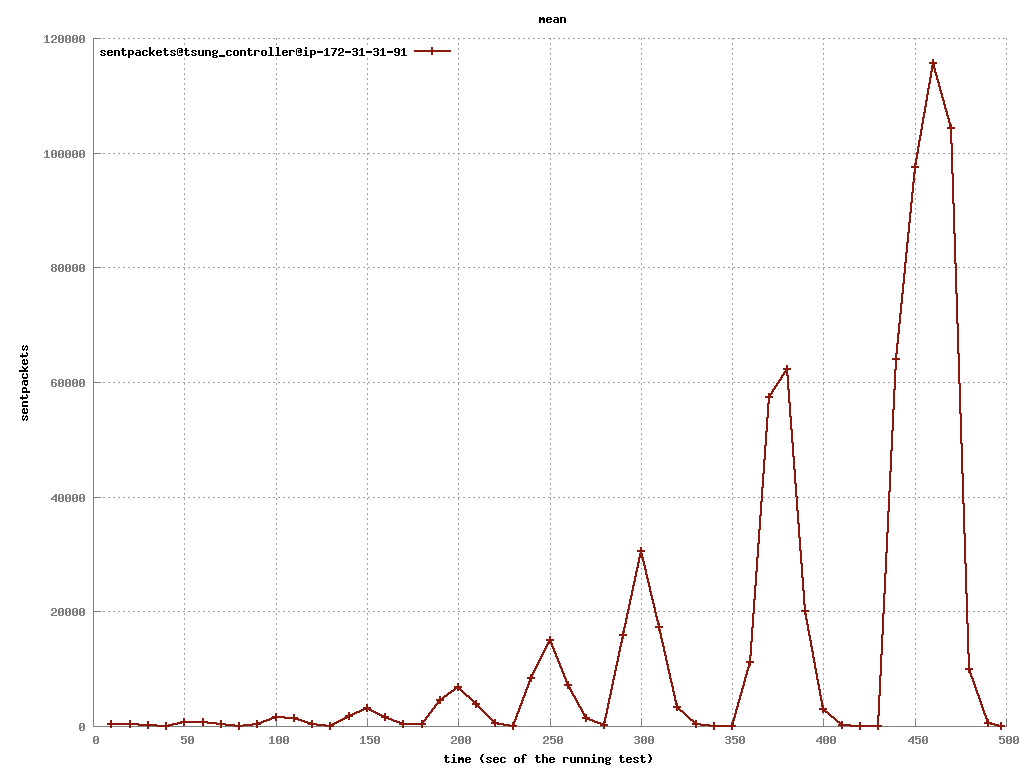 mean
sentpackets@tsung_controller@ip-172-31-31-91
120000
100000
80000
60000
40000
20000
0
sentpackets
0 50 100 150 200 250 300 350 400 450 500
time (sec of the running test)